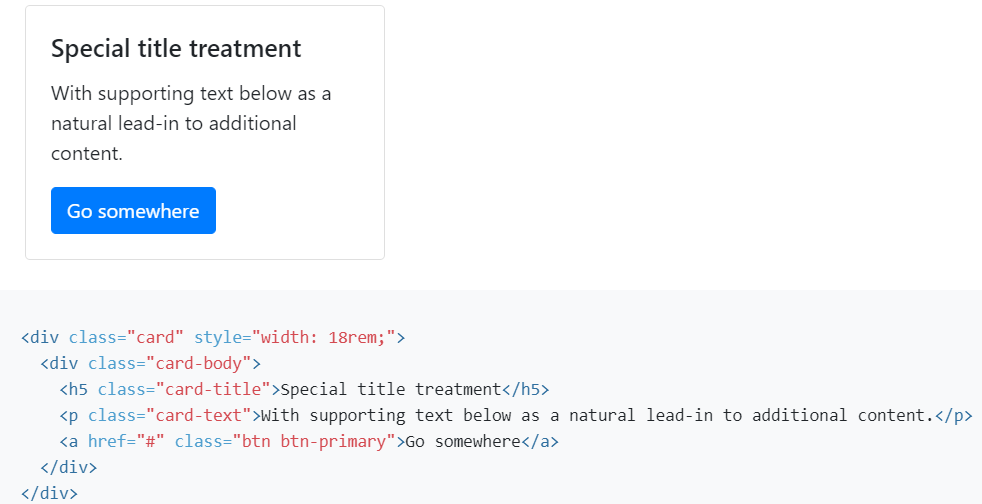 Special title treatment
With supporting text below as a
natural lead-in to additional
content.
Go somewhere
<div class="card" style="width: 18rem;">
  <div class="card-body">
    <h5 class="card-title">Special title treatment</h5>
    <p class="card-text">With supporting text below as a natural lead-in to additional content.</p>
    <a href="#" class="btn btn-primary">Go somewhere</a>
  </div>
</div>